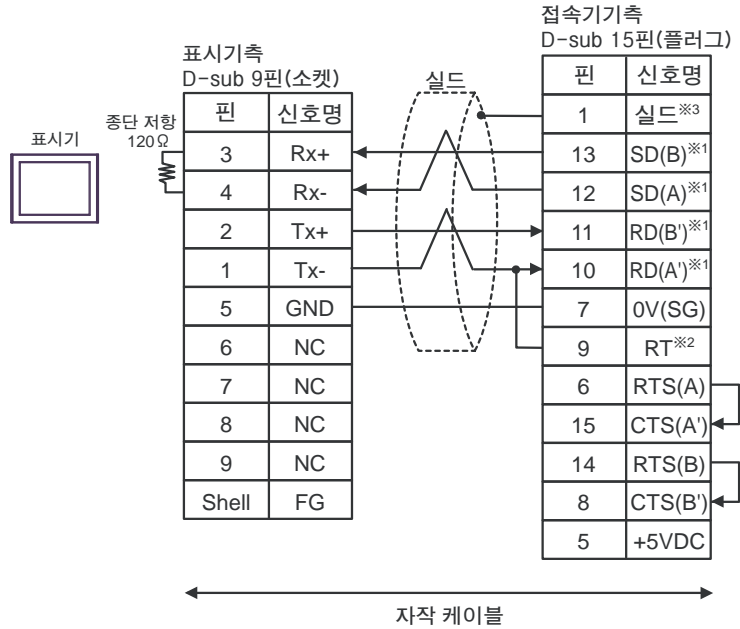 접속기기측
D-sub 15핀(플러그)
표시기측
D-sub 9핀(소켓)
실드
표시기
종단 저항
120Ω
핀 신호명
3 Rx+
4 Rx-
2 Tx+
1 Tx-
5 GND
6 NC
7 NC
8 NC
9 NC
Shell FG
핀 신호명
1 실드※3
13 SD(B)※1
12 SD(A)※1
11 RD(B')※1
10 RD(A')※1
7 0V(SG)
9 RT※2
6 RTS(A)
15 CTS(A')
14 RTS(B)
8 CTS(B')
5 +5VDC
자작 케이블